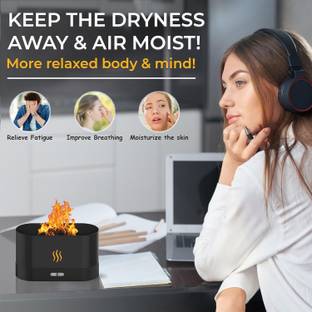 KEEP THE DRYNESS
AWAY & AIR MOIST!
More relaxed body & mind!
Relieve Fatigue
Improve Breathing
Moisturize the skin